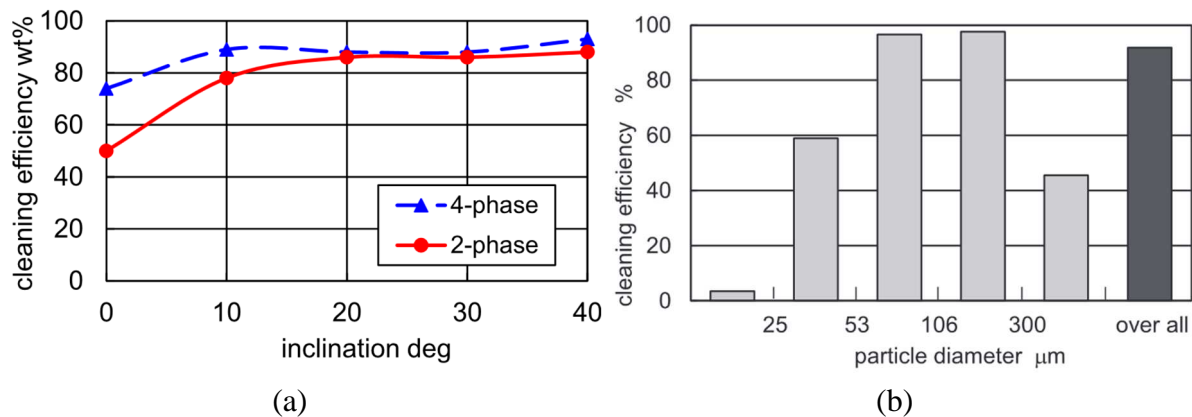 cleaning efficiency wt%
100
80
60
40
20
0
0 10 20 30 40
inclination deg
4-phase
2-phase
(a)
cleaning efficiency %
100
80
60
40
20
0
25 53 106 300 over all
particle diameter μm
(b)